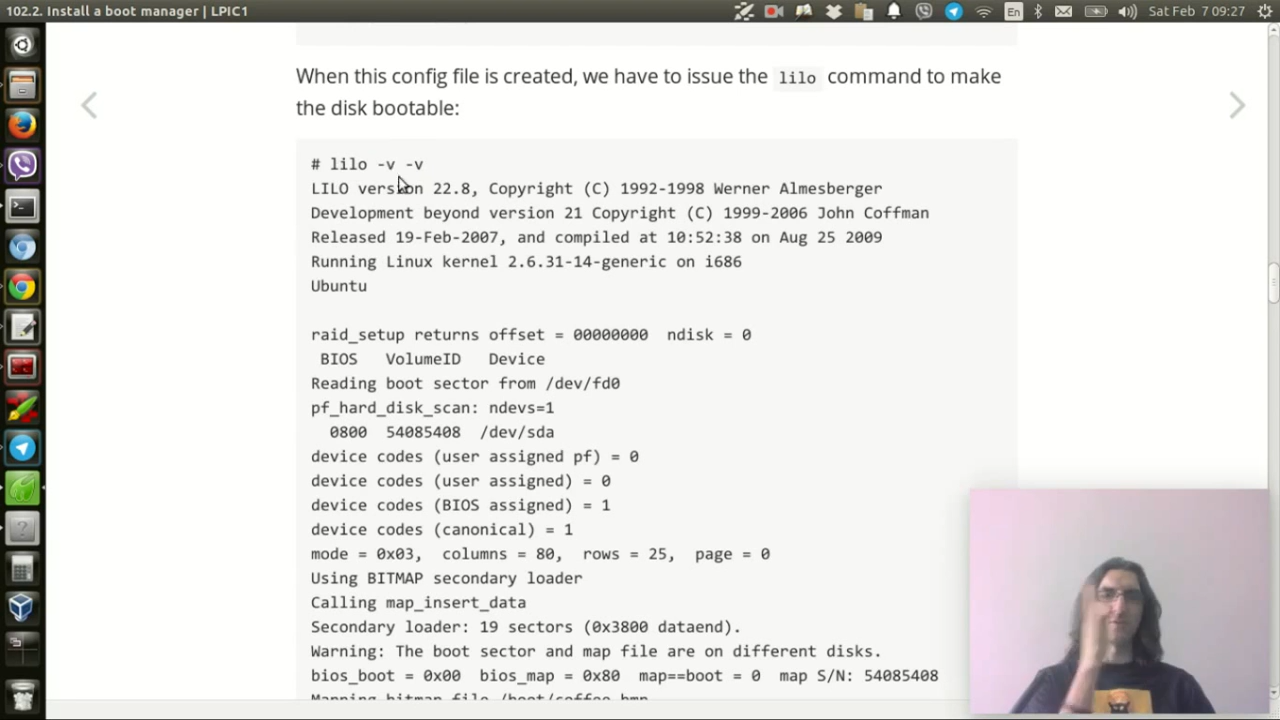 102.2. Install a boot manager | LPIC1
En
Sat Feb 7 09:27
When this config file is created, we have to issue the lilo command to make
the disk bootable:
# lilo -v -v
LILO version 22.8, Copyright (C) 1992-1998 Werner Almesberger
Development beyond version 21 Copyright (C) 1999-2006 John Coffman
Released 19-Feb-2007, and compiled at 10:52:38 on Aug 25 2009
Running Linux kernel 2.6.31-14-generic on i686
Ubuntu
raid_setup returns offset = 00000000 ndisk = 0
BIOS VolumeID Device
Reading boot sector from /dev/fd0
pf_hard_disk_scan: ndevs=1
0800 54085408 /dev/sda
device codes (user assigned pf) = 0
device codes (user assigned) = 0
device codes (BIOS assigned) = 1
device codes (canonical) = 1
mode = 0x03, columns = 80, rows = 25, page = 0
Using BITMAP secondary loader
Calling map_insert_data
Secondary loader: 19 sectors (0x3800 dataend).
Warning: The boot sector and map file are on different disks.
bios_boot = 0x00 bios_map = 0x80 map==boot = 0 map S/N: 54085408
Mapping bitmap file /boot/coffee.bmp